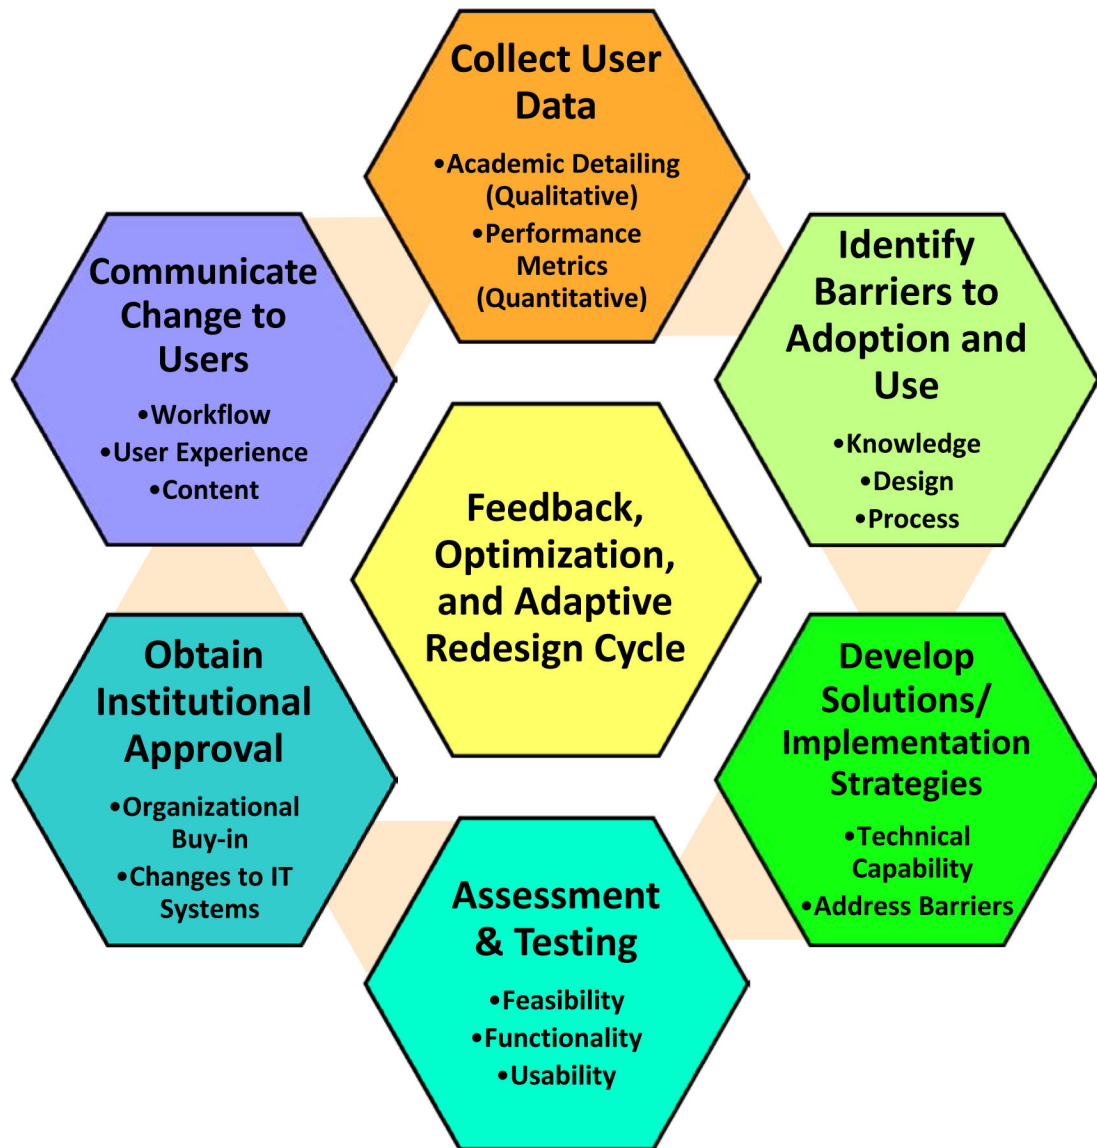 Collect User
Data
•Academic Detailing
(Qualitative)
•Performance
Metrics
(Quantitative)
Identify
Barriers to
Adoption and
Use
•Knowledge
•Design
•Process
Develop
Solutions/
Implementation
Strategies
•Technical
Capability
•Address Barriers
Assessment
& Testing
•Feasibility
•Functionality
•Usability
Obtain
Institutional
Approval
•Organizational
Buy-in
•Changes to IT
Systems
Communicate
Change to
Users
•Workflow
•User Experience
•Content
Feedback,
Optimization,
and Adaptive
Redesign Cycle